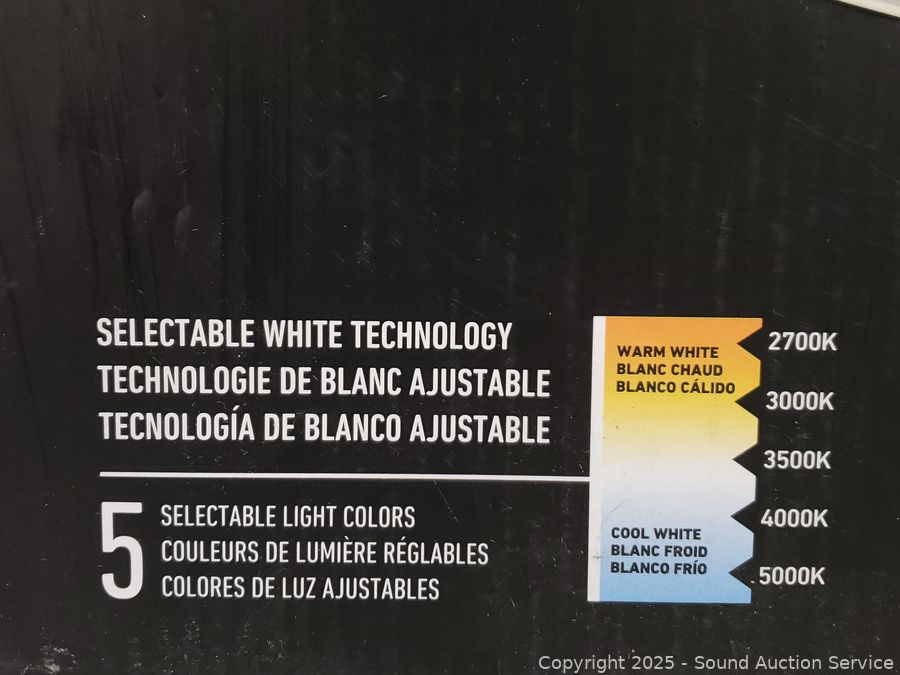 SELECTABLE WHITE TECHNOLOGY
TECHNOLOGIE DE BLANC AJUSTABLE
TECNOLOGÍA DE BLANCO AJUSTABLE
5
SELECTABLE LIGHT COLORS
COULEURS DE LUMIÈRE RÉGLABLES
COLORES DE LUZ AJUSTABLES
WARM WHITE
BLANC CHAUD
BLANCO CÁLIDO
COOL WHITE
BLANC FROID
BLANCO FRÍO
2700K
3000K
3500K
4000K
5000K
Copyright 2025 - Sound Auction Service